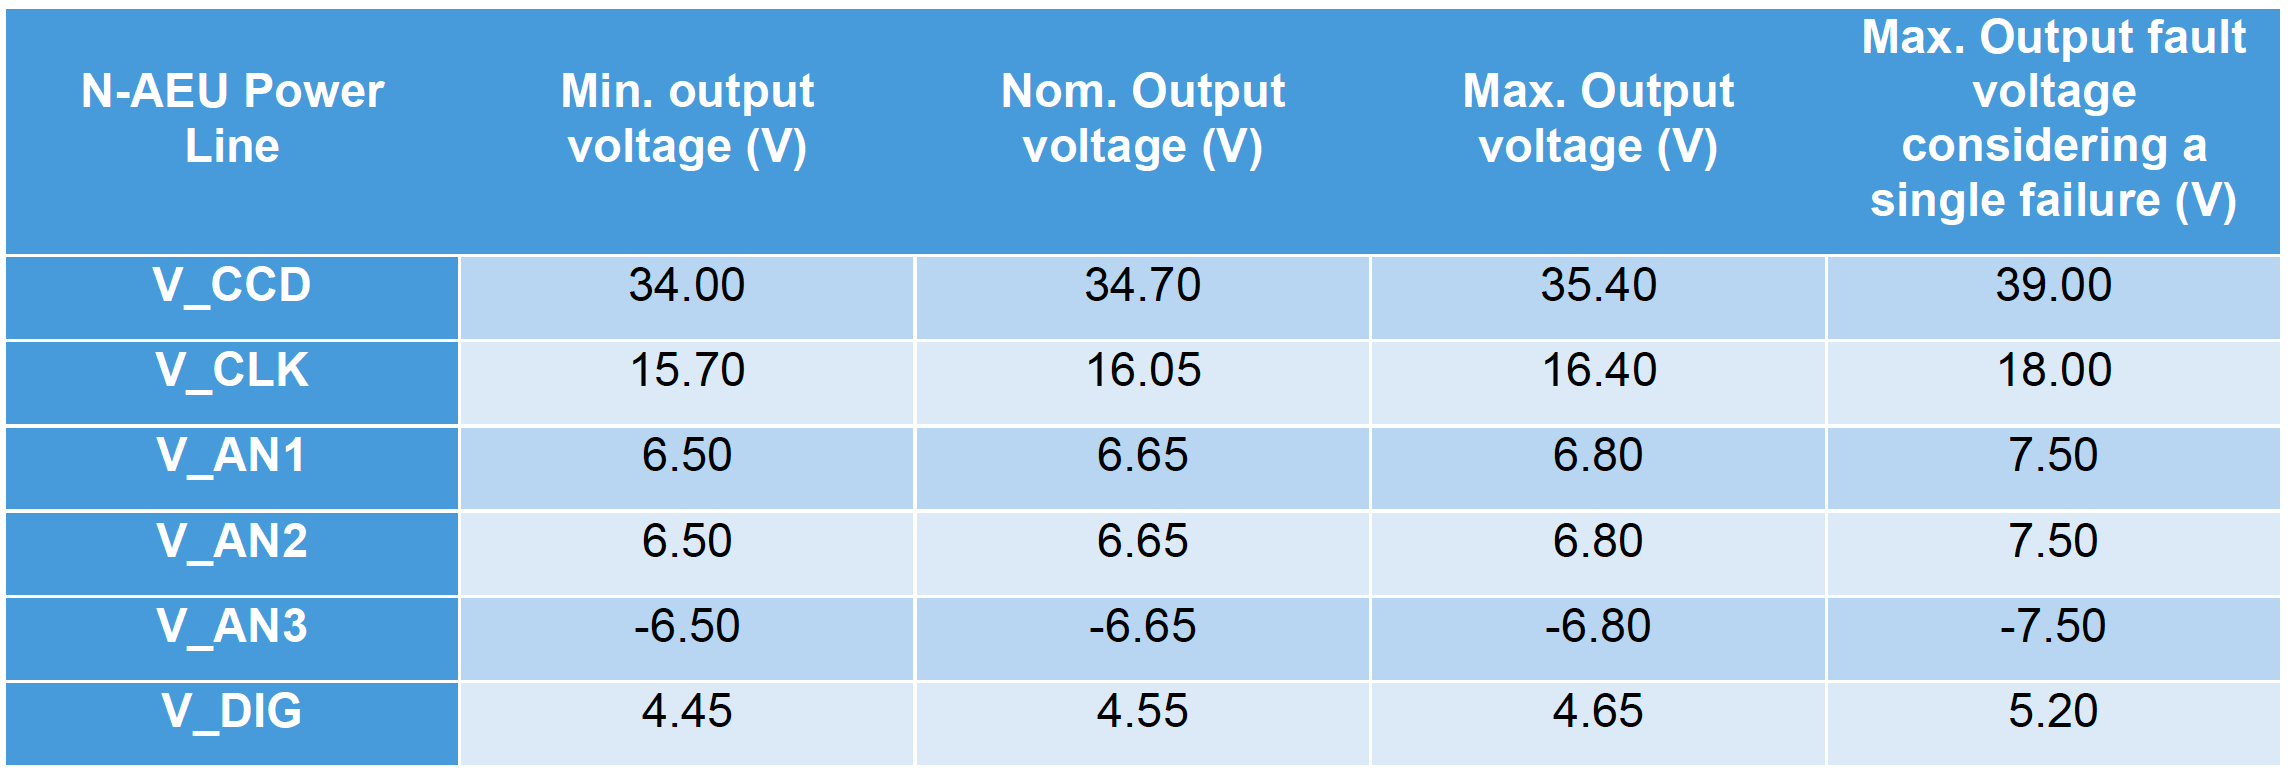 N-AEU Power
Line
Min. output
voltage (V)
Nom. Output
voltage (V)
Max. Output
voltage (V)
Max. Output fault
voltage
considering a
single failure (V)
V_CCD 34.00 34.70 35.40 39.00
V_CLK 15.70 16.05 16.40 18.00
V_AN1 6.50 6.65 6.80 7.50
V_AN2 6.50 6.65 6.80 7.50
V_AN3 -6.50 -6.65 -6.80 -7.50
V_DIG 4.45 4.55 4.65 5.20